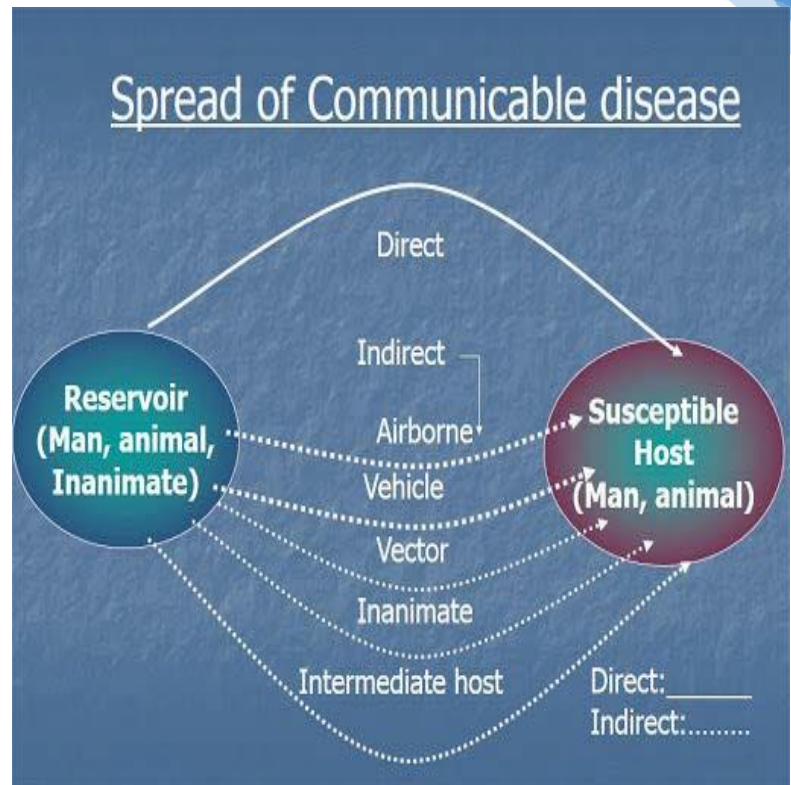 Spread of Communicable disease
Direct
Indirect
Reservoir
(Man, animal,
Inanimate)
Airborne
Vehicle
Vector
Inanimate
Intermediate host
Susceptible
Host
(Man, animal)
Direct:_______
Indirect:.........